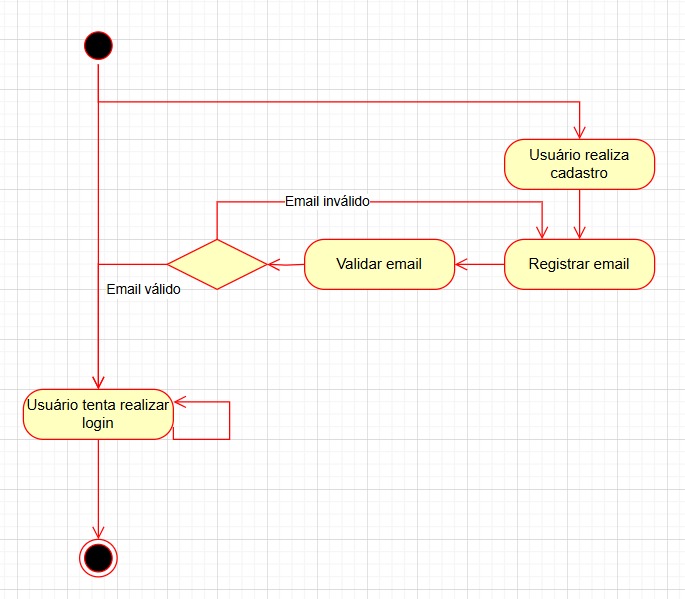 Usuário realiza
cadastro
Email inválido
Validar email
Registrar email
Email válido
Usuário tenta realizar
login